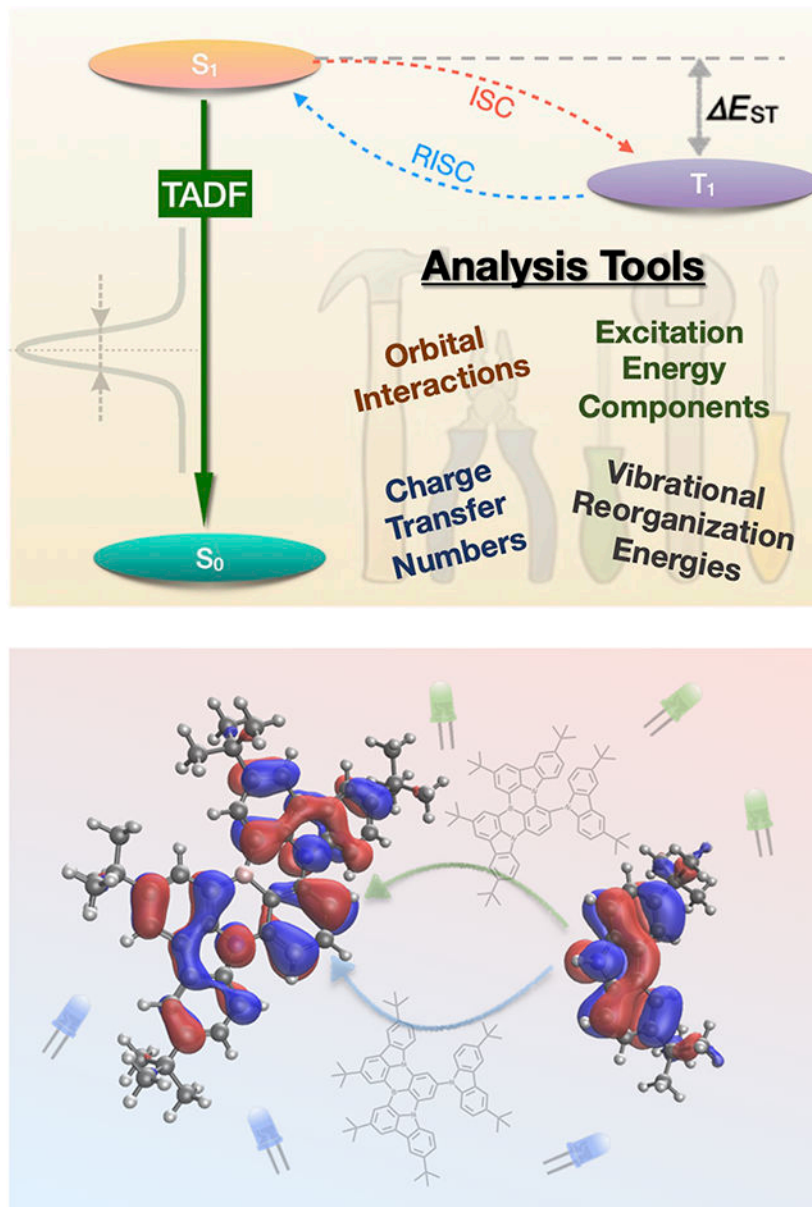 S₁
ISC
ΔE_ST
RISC
T₁
TADF
Analysis Tools
Orbital
Interactions
Excitation
Energy
Components
Charge
Transfer
Numbers
Vibrational
Reorganization
Energies
S₀